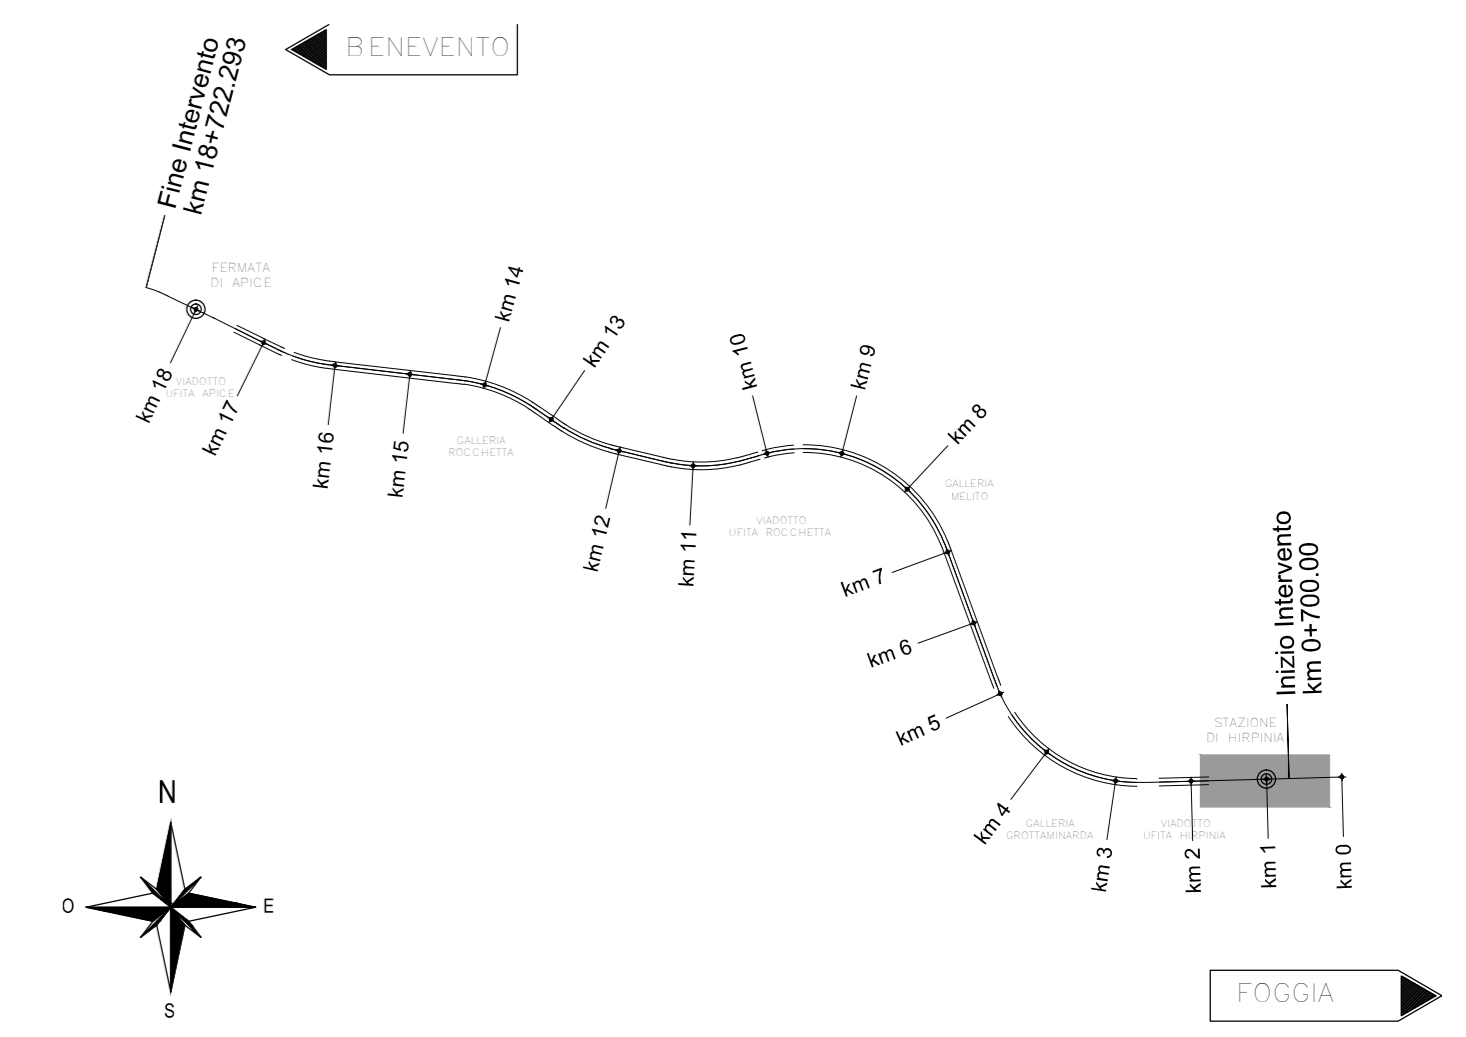 BENEVENTO
Fine Intervento
km 18+722.293
FERMATA
DI APICE
km 14
km 13
km 10
km 9
km 8
km 18
VIADOTTO
UFITA APICE
km 17
km 16
km 15
GALLERIA
ROCCHETTA
km 12
km 11
VIADOTTO
UFITA ROCCHETTA
GALLERIA
MELITO
km 7
km 6
km 5
Inizio Intervento
km 0+700.00
STAZIONE
DI HIRPINIA
km 4
GALLERIA
GROTTAMINARDA
km 3
VIADOTTO
UFITA HIRPINIA
km 2
km 1
km 0
N
O
E
S
FOGGIA